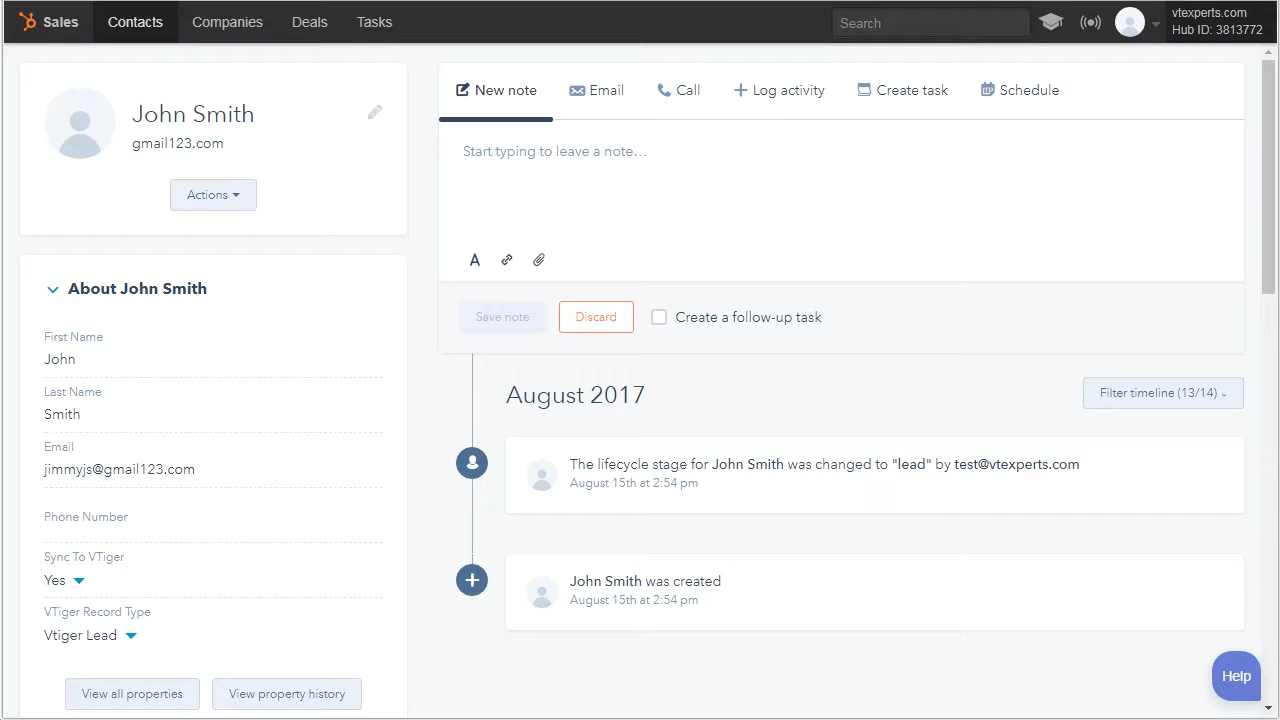 Sales Contacts Companies Deals Tasks Search vtexperts.com
Hub ID: 3813772
John Smith
gmail123.com
Actions
About John Smith
First Name
John
Last Name
Smith
Email
jimmyjs@gmail123.com
Phone Number
Sync To VTiger
Yes
VTiger Record Type
Vtiger Lead
View all properties View property history
New note Email Call Log activity Create task Schedule
Start typing to leave a note...
A
Save note Discard Create a follow-up task
August 2017 Filter timeline (13/14)
The lifecycle stage for John Smith was changed to "lead" by test@vtexperts.com
August 15th at 2:54 pm
John Smith was created
August 15th at 2:54 pm
Help